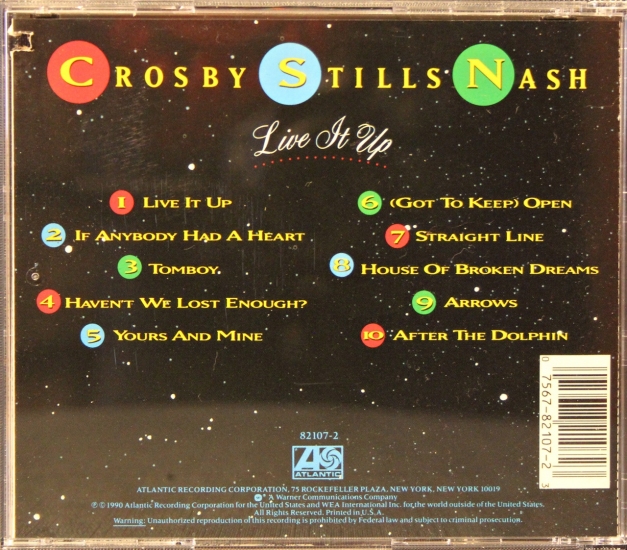 CROSBY STILLS NASH
Live It Up
1 LIVE IT UP
2 IF ANYBODY HAD A HEART
3 TOMBOY
4 HAVEN'T WE LOST ENOUGH?
5 YOURS AND MINE
6 (GOT TO KEEP) OPEN
7 STRAIGHT LINE
8 HOUSE OF BROKEN DREAMS
9 ARROWS
10 AFTER THE DOLPHIN
0 7567-82107-2 3
82107-2
ATLANTIC
ATLANTIC RECORDING CORPORATION, 75 ROCKEFELLER PLAZA, NEW YORK, NEW YORK 10019
A Warner Communications Company
℗ © 1990 Atlantic Recording Corporation for the United States and WEA International Inc. for the world outside of the United States.
All Rights Reserved. Printed in U.S.A.
Warning: Unauthorized reproduction of this recording is prohibited by Federal law and subject to criminal prosecution.